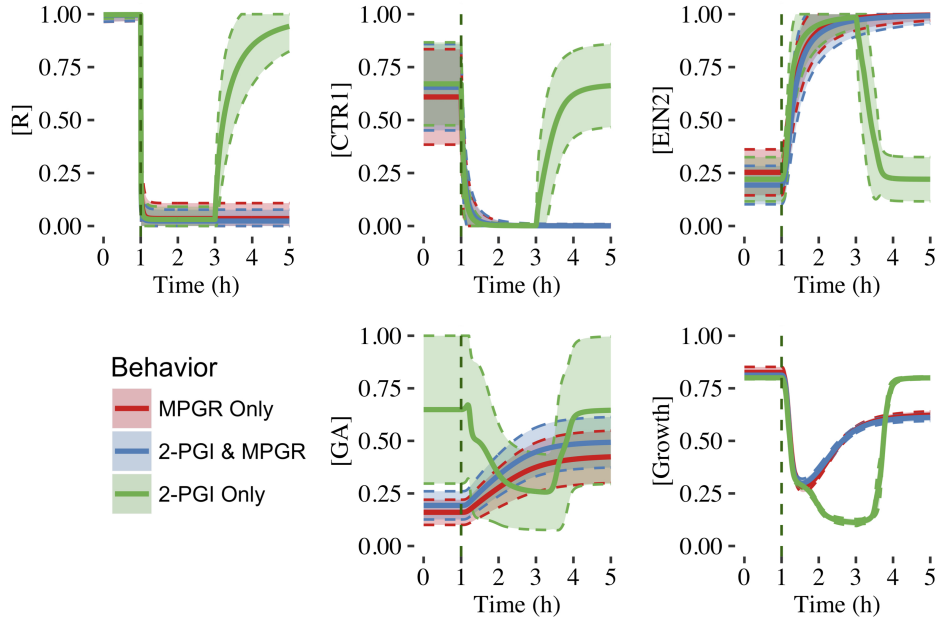 1.00
0.75
0.50
0.25
0.00
[R]
0 1 2 3 4 5
Time (h)
1.00
0.75
0.50
0.25
0.00
[CTR1]
0 1 2 3 4 5
Time (h)
1.00
0.75
0.50
0.25
0.00
[EIN2]
0 1 2 3 4 5
Time (h)
Behavior
MPGR Only
2-PGI & MPGR
2-PGI Only
1.00
0.75
0.50
0.25
0.00
[GA]
0 1 2 3 4 5
Time (h)
1.00
0.75
0.50
0.25
0.00
[Growth]
0 1 2 3 4 5
Time (h)